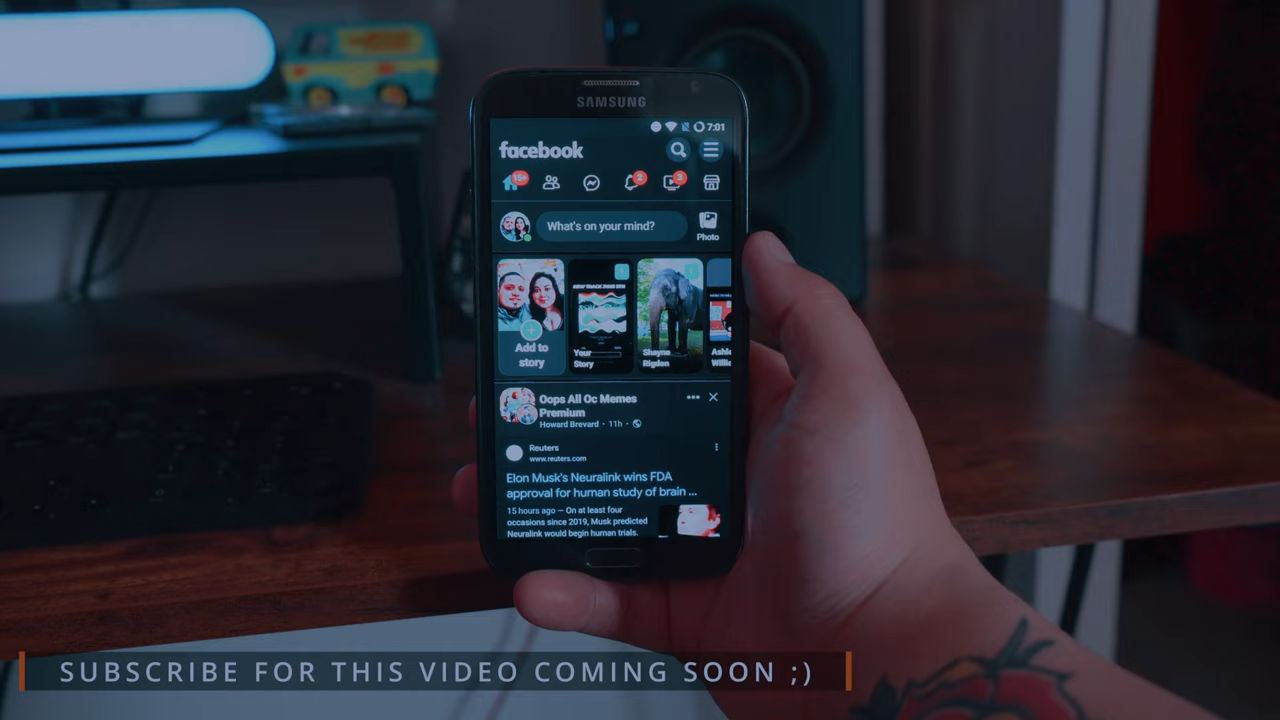 SAMSUNG
7:01
facebook
15+
2
3
What's on your mind?
Photo
Add to
story
Your
Story
Shayne
Rigden
Ashle
Willia
Oops All Oc Memes
Premium
Howard Brevard · 11h ·
Reuters
www.reuters.com
Elon Musk's Neuralink wins FDA
approval for human study of brain ...
15 hours ago — On at least four
occasions since 2019, Musk predicted
Neuralink would begin human trials.
SUBSCRIBE FOR THIS VIDEO COMING SOON ;)